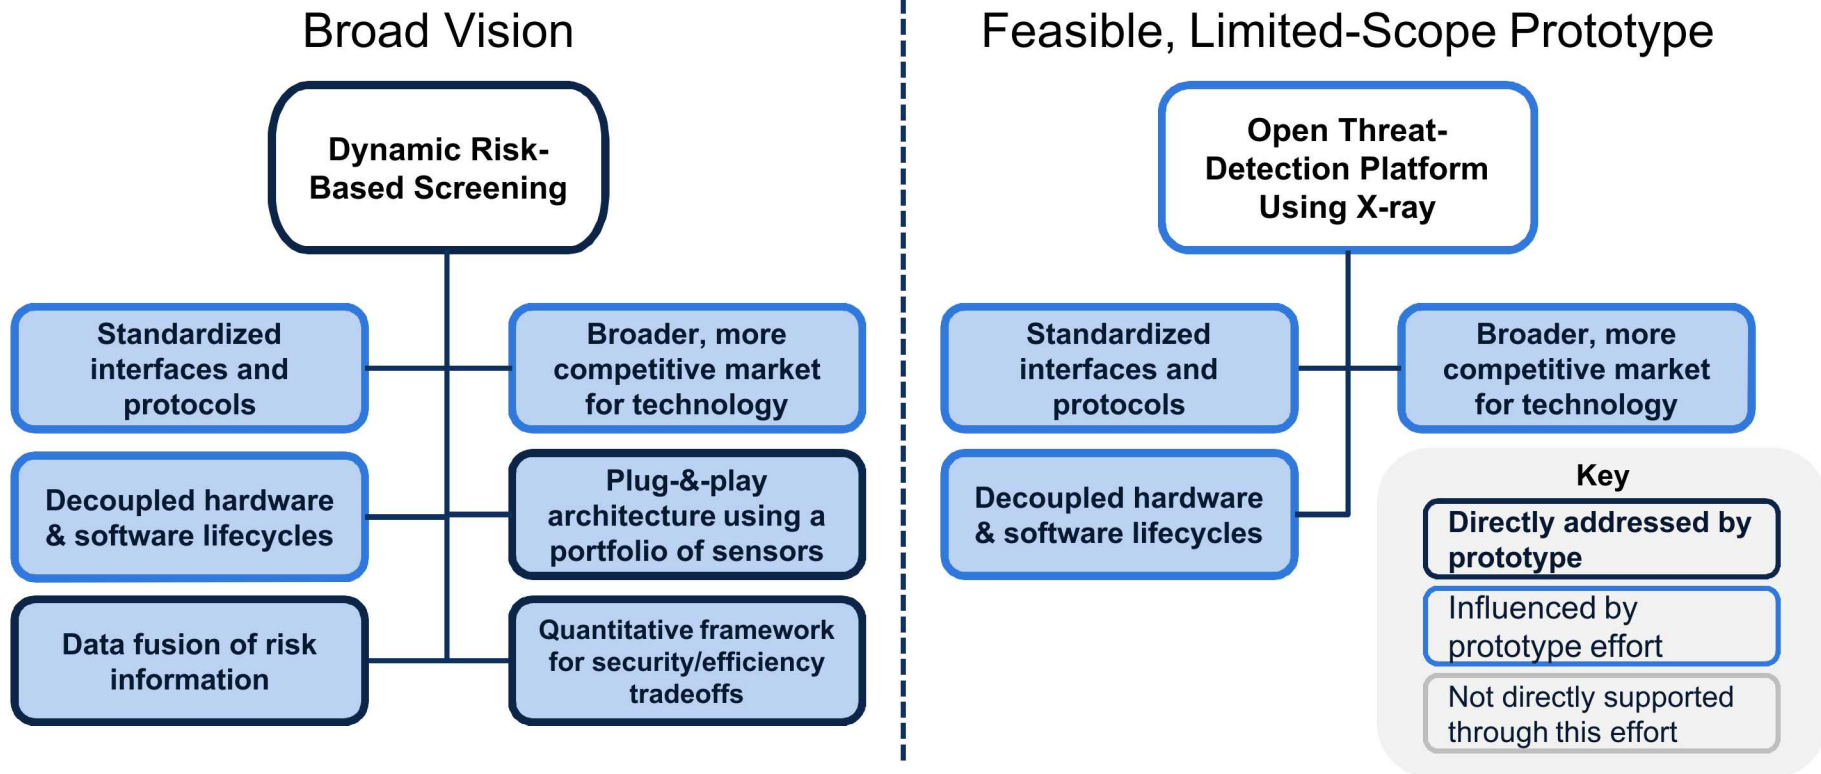 Broad Vision
Dynamic Risk-
Based Screening
Standardized
interfaces and
protocols
Broader, more
competitive market
for technology
Decoupled hardware
& software lifecycles
Plug-&-play
architecture using a
portfolio of sensors
Data fusion of risk
information
Quantitative framework
for security/efficiency
tradeoffs
Feasible, Limited-Scope Prototype
Open Threat-
Detection Platform
Using X-ray
Standardized
interfaces and
protocols
Broader, more
competitive market
for technology
Decoupled hardware
& software lifecycles
Key
Directly addressed by
prototype
Influenced by
prototype effort
Not directly supported
through this effort